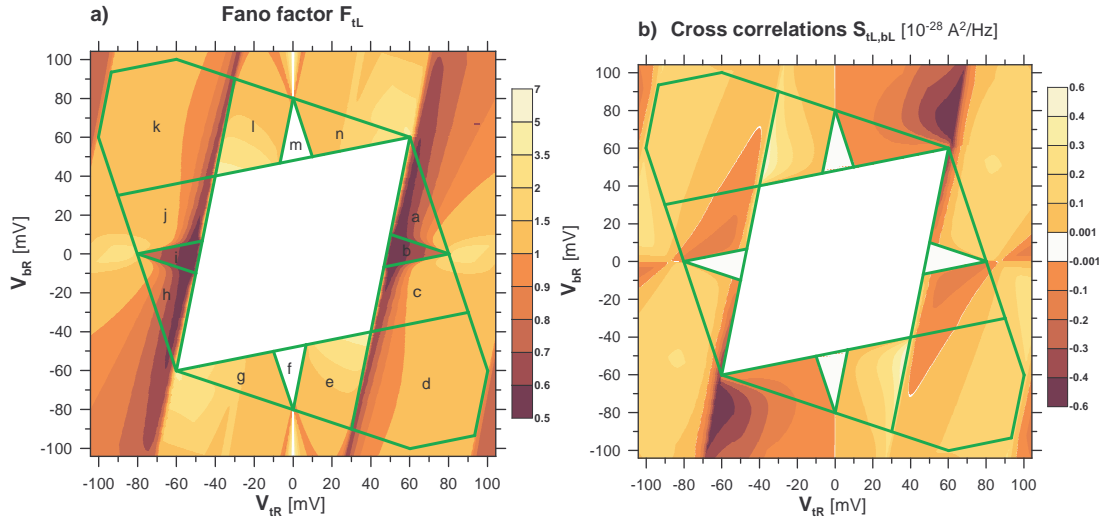 a) Fano factor F_tL
b) Cross correlations S_tL,bL [10^-28 A^2/Hz]
100
80
60
40
20
0
-20
-40
-60
-80
-100
V_bR [mV]
-100 -80 -60 -40 -20 0 20 40 60 80 100
V_tR [mV]
k
l
m
n
j
i
h
a
b
c
g
f
e
d
7
5
3.5
2
1.5
1
0.9
0.8
0.7
0.6
0.5
100
80
60
40
20
0
-20
-40
-60
-80
-100
V_bR [mV]
-100 -80 -60 -40 -20 0 20 40 60 80 100
V_tR [mV]
0.6
0.4
0.3
0.2
0.1
0.001
-0.001
-0.1
-0.2
-0.3
-0.4
-0.6